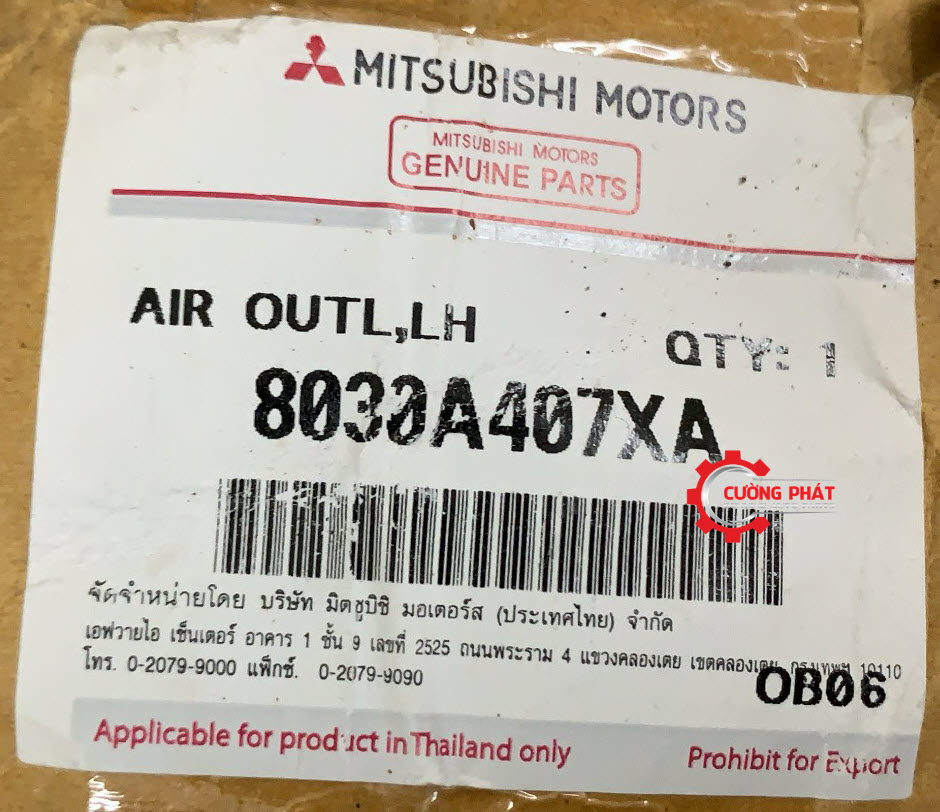 MITSUBISHI MOTORS
MITSUBISHI MOTORS
GENUINE PARTS
AIR OUTL,LH
QTY: 1
8030A407XA
CƯỜNG PHÁT
จัดจำหน่ายโดย บริษัท มิตซูบิชิ มอเตอร์ส (ประเทศไทย) จำกัด
เอฟวายไอ เซ็นเตอร์ อาคาร 1 ชั้น 9 เลขที่ 2525 ถนนพระราม 4 แขวงคลองเตย เขตคลองเตย กรุงเทพฯ 10110
โทร. 0-2079-9000 แฟ็กซ์. 0-2079-9090
OB06
Applicable for product in Thailand only
Prohibit for Export